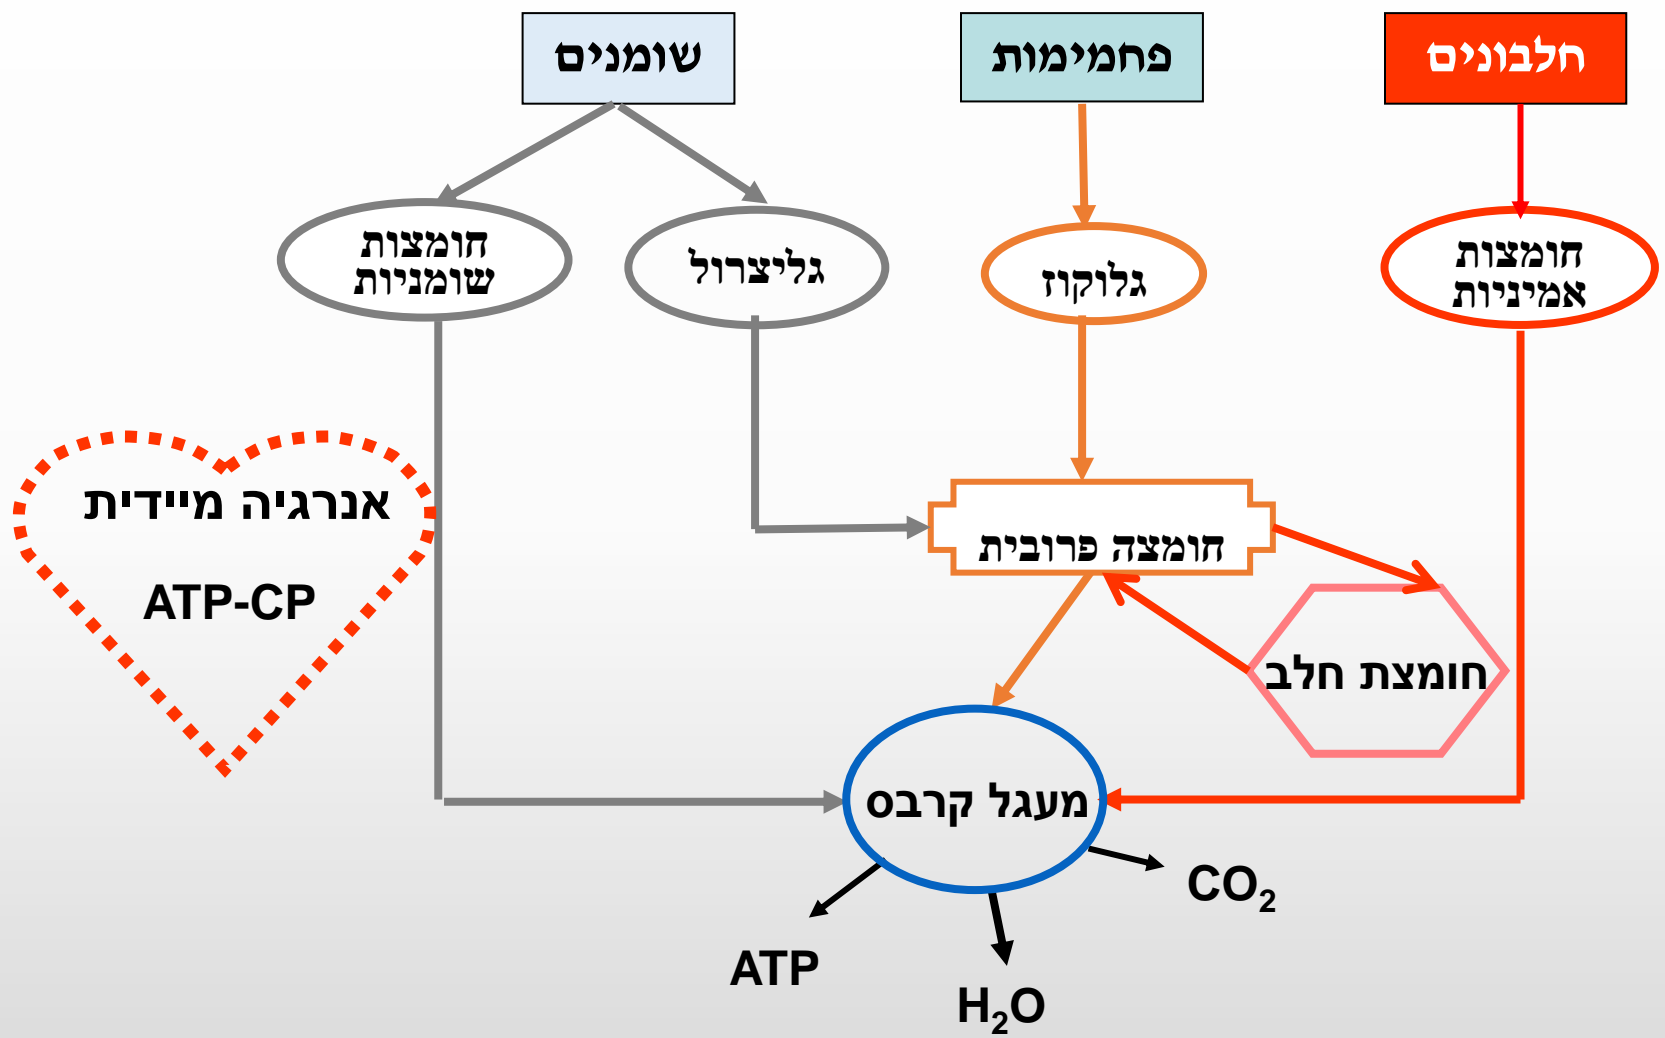 חלבונים
פחמימות
שומנים
חומצות
אמיניות
גלוקוז
גליצרול
חומצות
שומניות
אנרגיה מיידית
ATP-CP
חומצה פרובית
חומצת חלב
מעגל קרבס
CO₂
ATP
H₂O